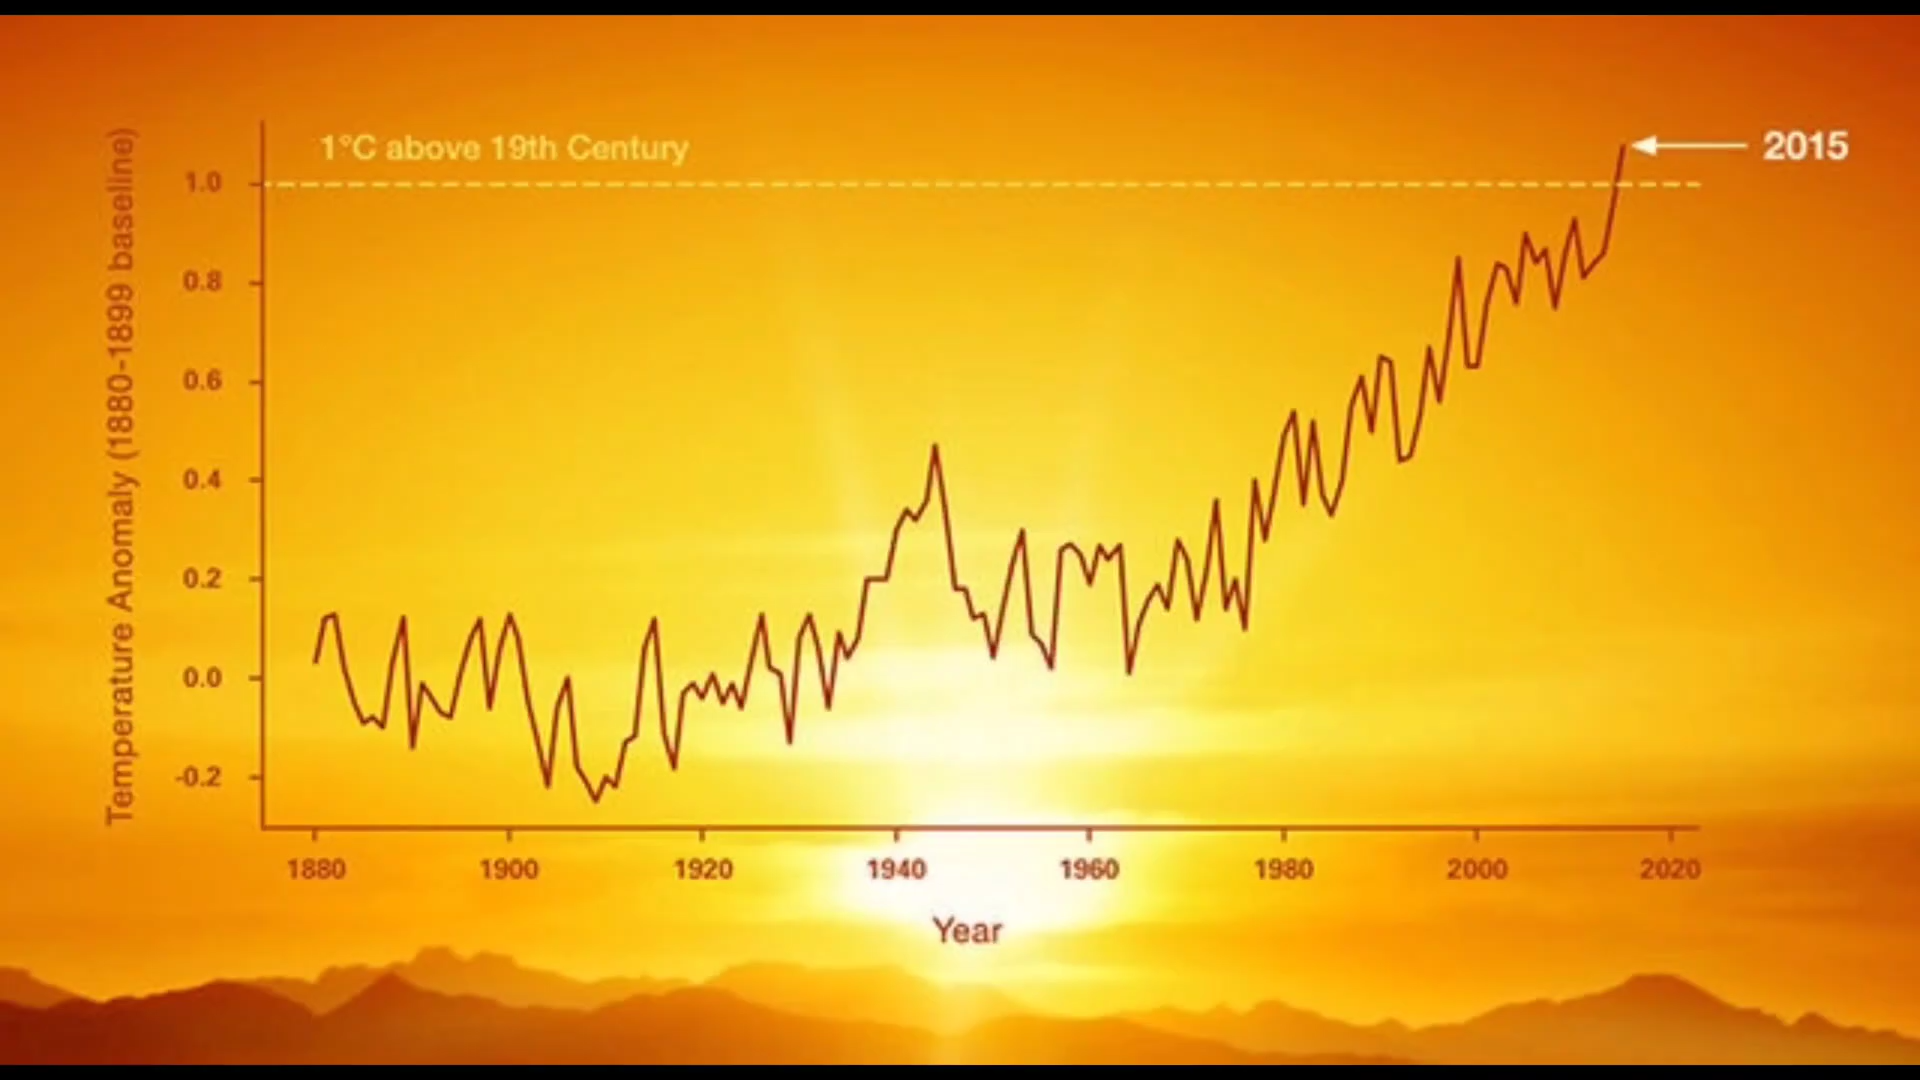 1°C above 19th Century
2015
Temperature Anomaly (1880-1899 baseline)
1.0
0.8
0.6
0.4
0.2
0.0
-0.2
1880 1900 1920 1940 1960 1980 2000 2020
Year